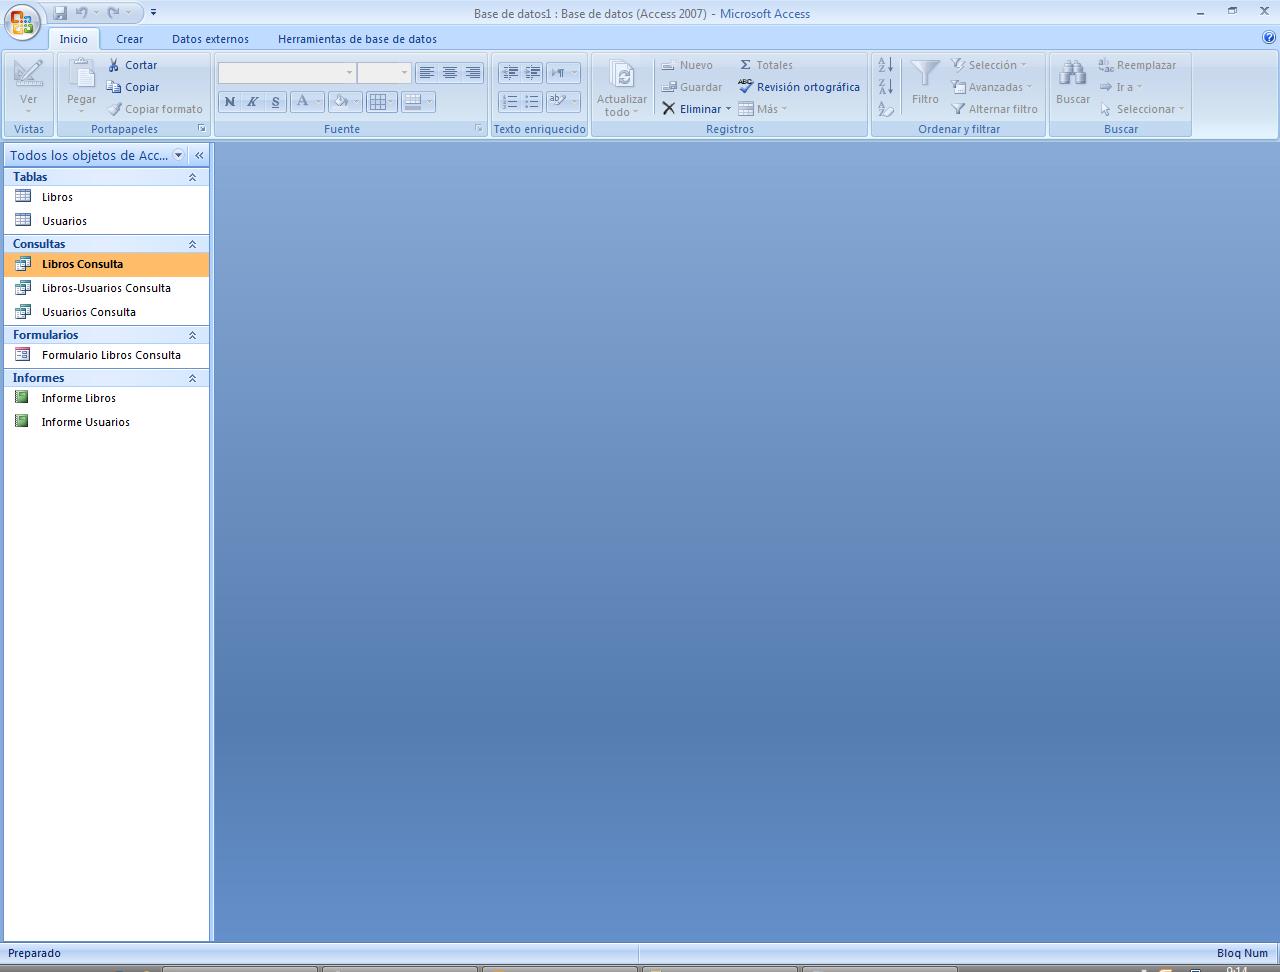 Base de datos1 : Base de datos (Access 2007) - Microsoft Access
Inicio Crear Datos externos Herramientas de base de datos
Ver
Vistas
Pegar
Cortar
Copiar
Copiar formato
Portapapeles
N K S A
Fuente
ab
Texto enriquecido
Actualizar todo
Nuevo
Guardar
Eliminar
Totales
Revisión ortográfica
Más
Registros
Filtro
Selección
Avanzadas
Alternar filtro
Ordenar y filtrar
Buscar
Reemplazar
Ir a
Seleccionar
Buscar
Todos los objetos de Acc...
Tablas
Libros
Usuarios
Consultas
Libros Consulta
Libros-Usuarios Consulta
Usuarios Consulta
Formularios
Formulario Libros Consulta
Informes
Informe Libros
Informe Usuarios
Preparado
Bloq Num